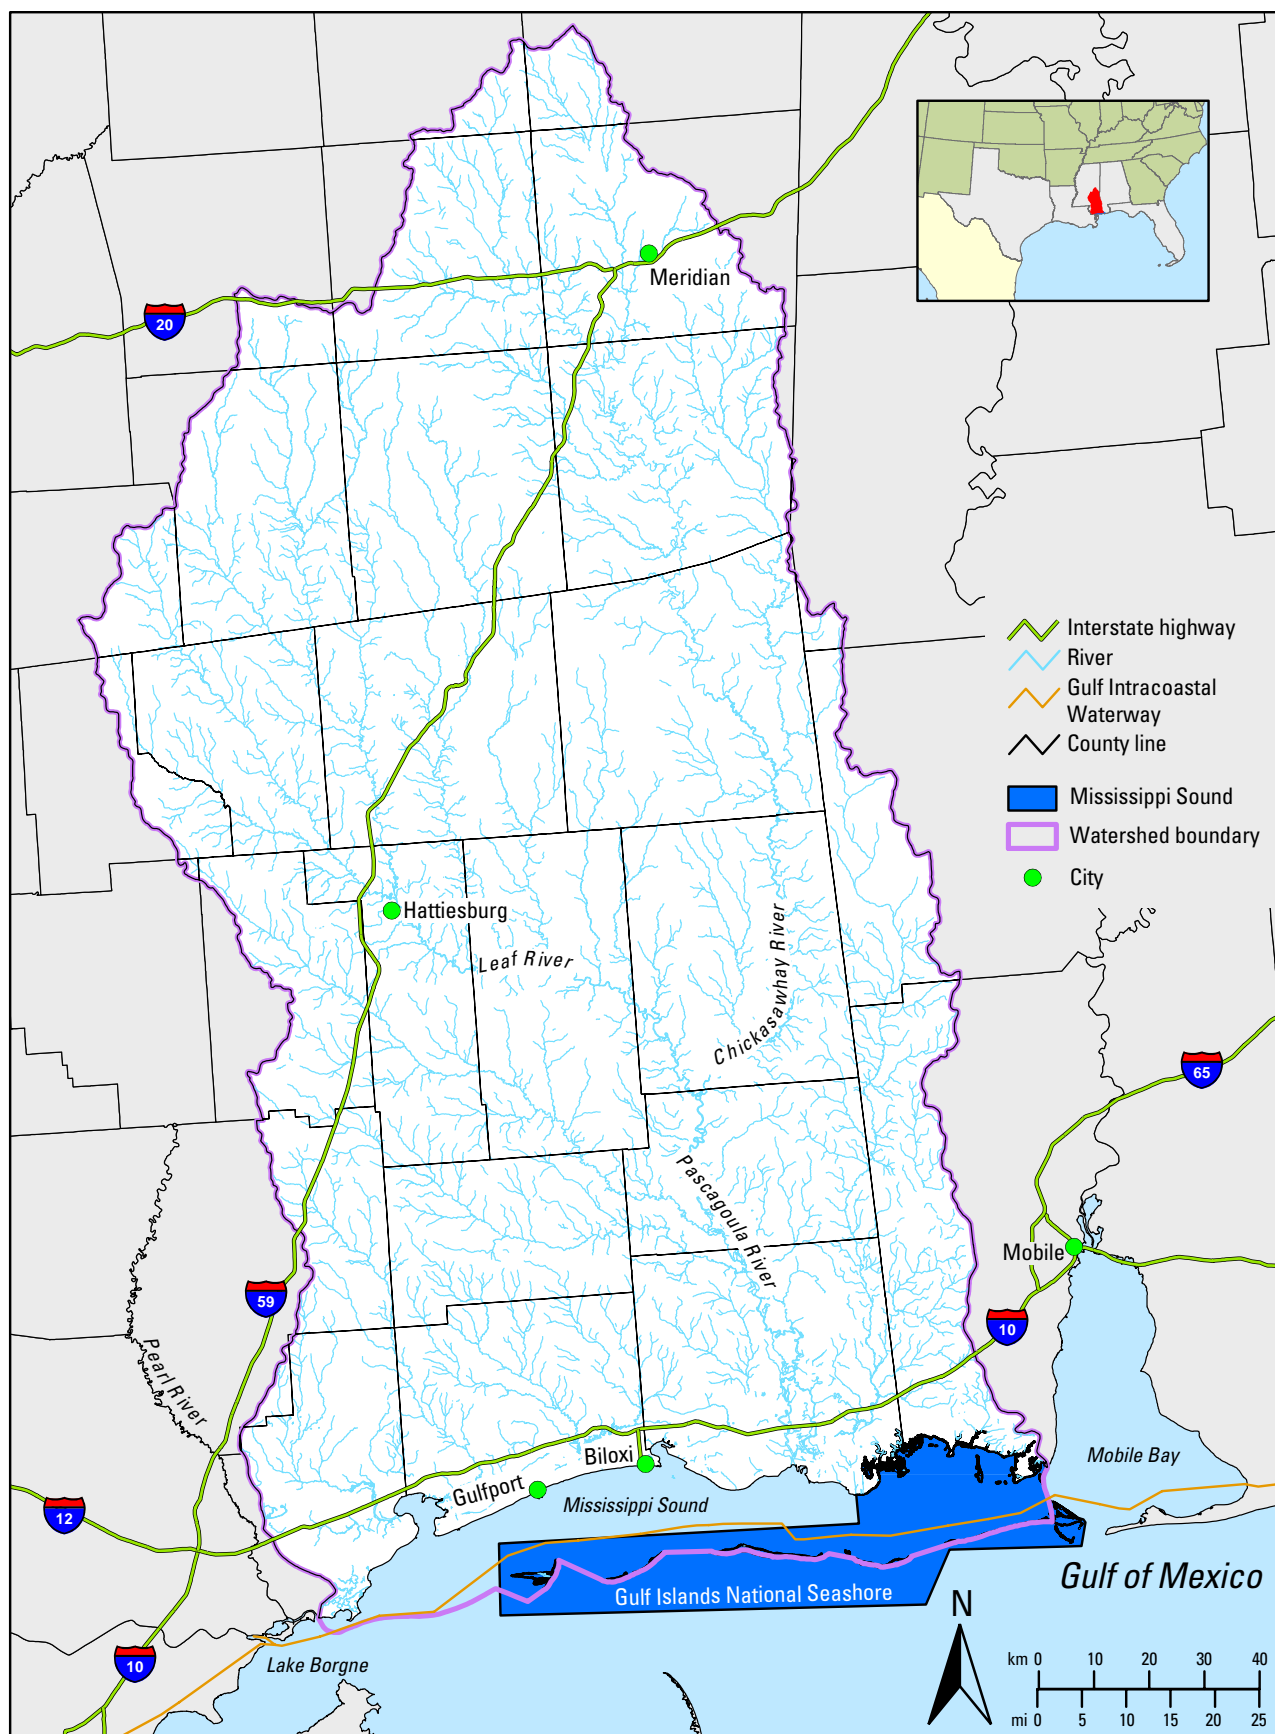 20
Meridian
Interstate highway
River
Gulf Intracoastal
Waterway
County line
Mississippi Sound
Watershed boundary
City
Hattiesburg
Leaf River
Chickasawhay River
65
Pascagoula River
Mobile
59
10
Pearl River
Biloxi
Mobile Bay
Gulfport
Mississippi Sound
12
Gulf of Mexico
Gulf Islands National Seashore
N
10
Lake Borgne
km 0 10 20 30 40
mi 0 5 10 15 20 25